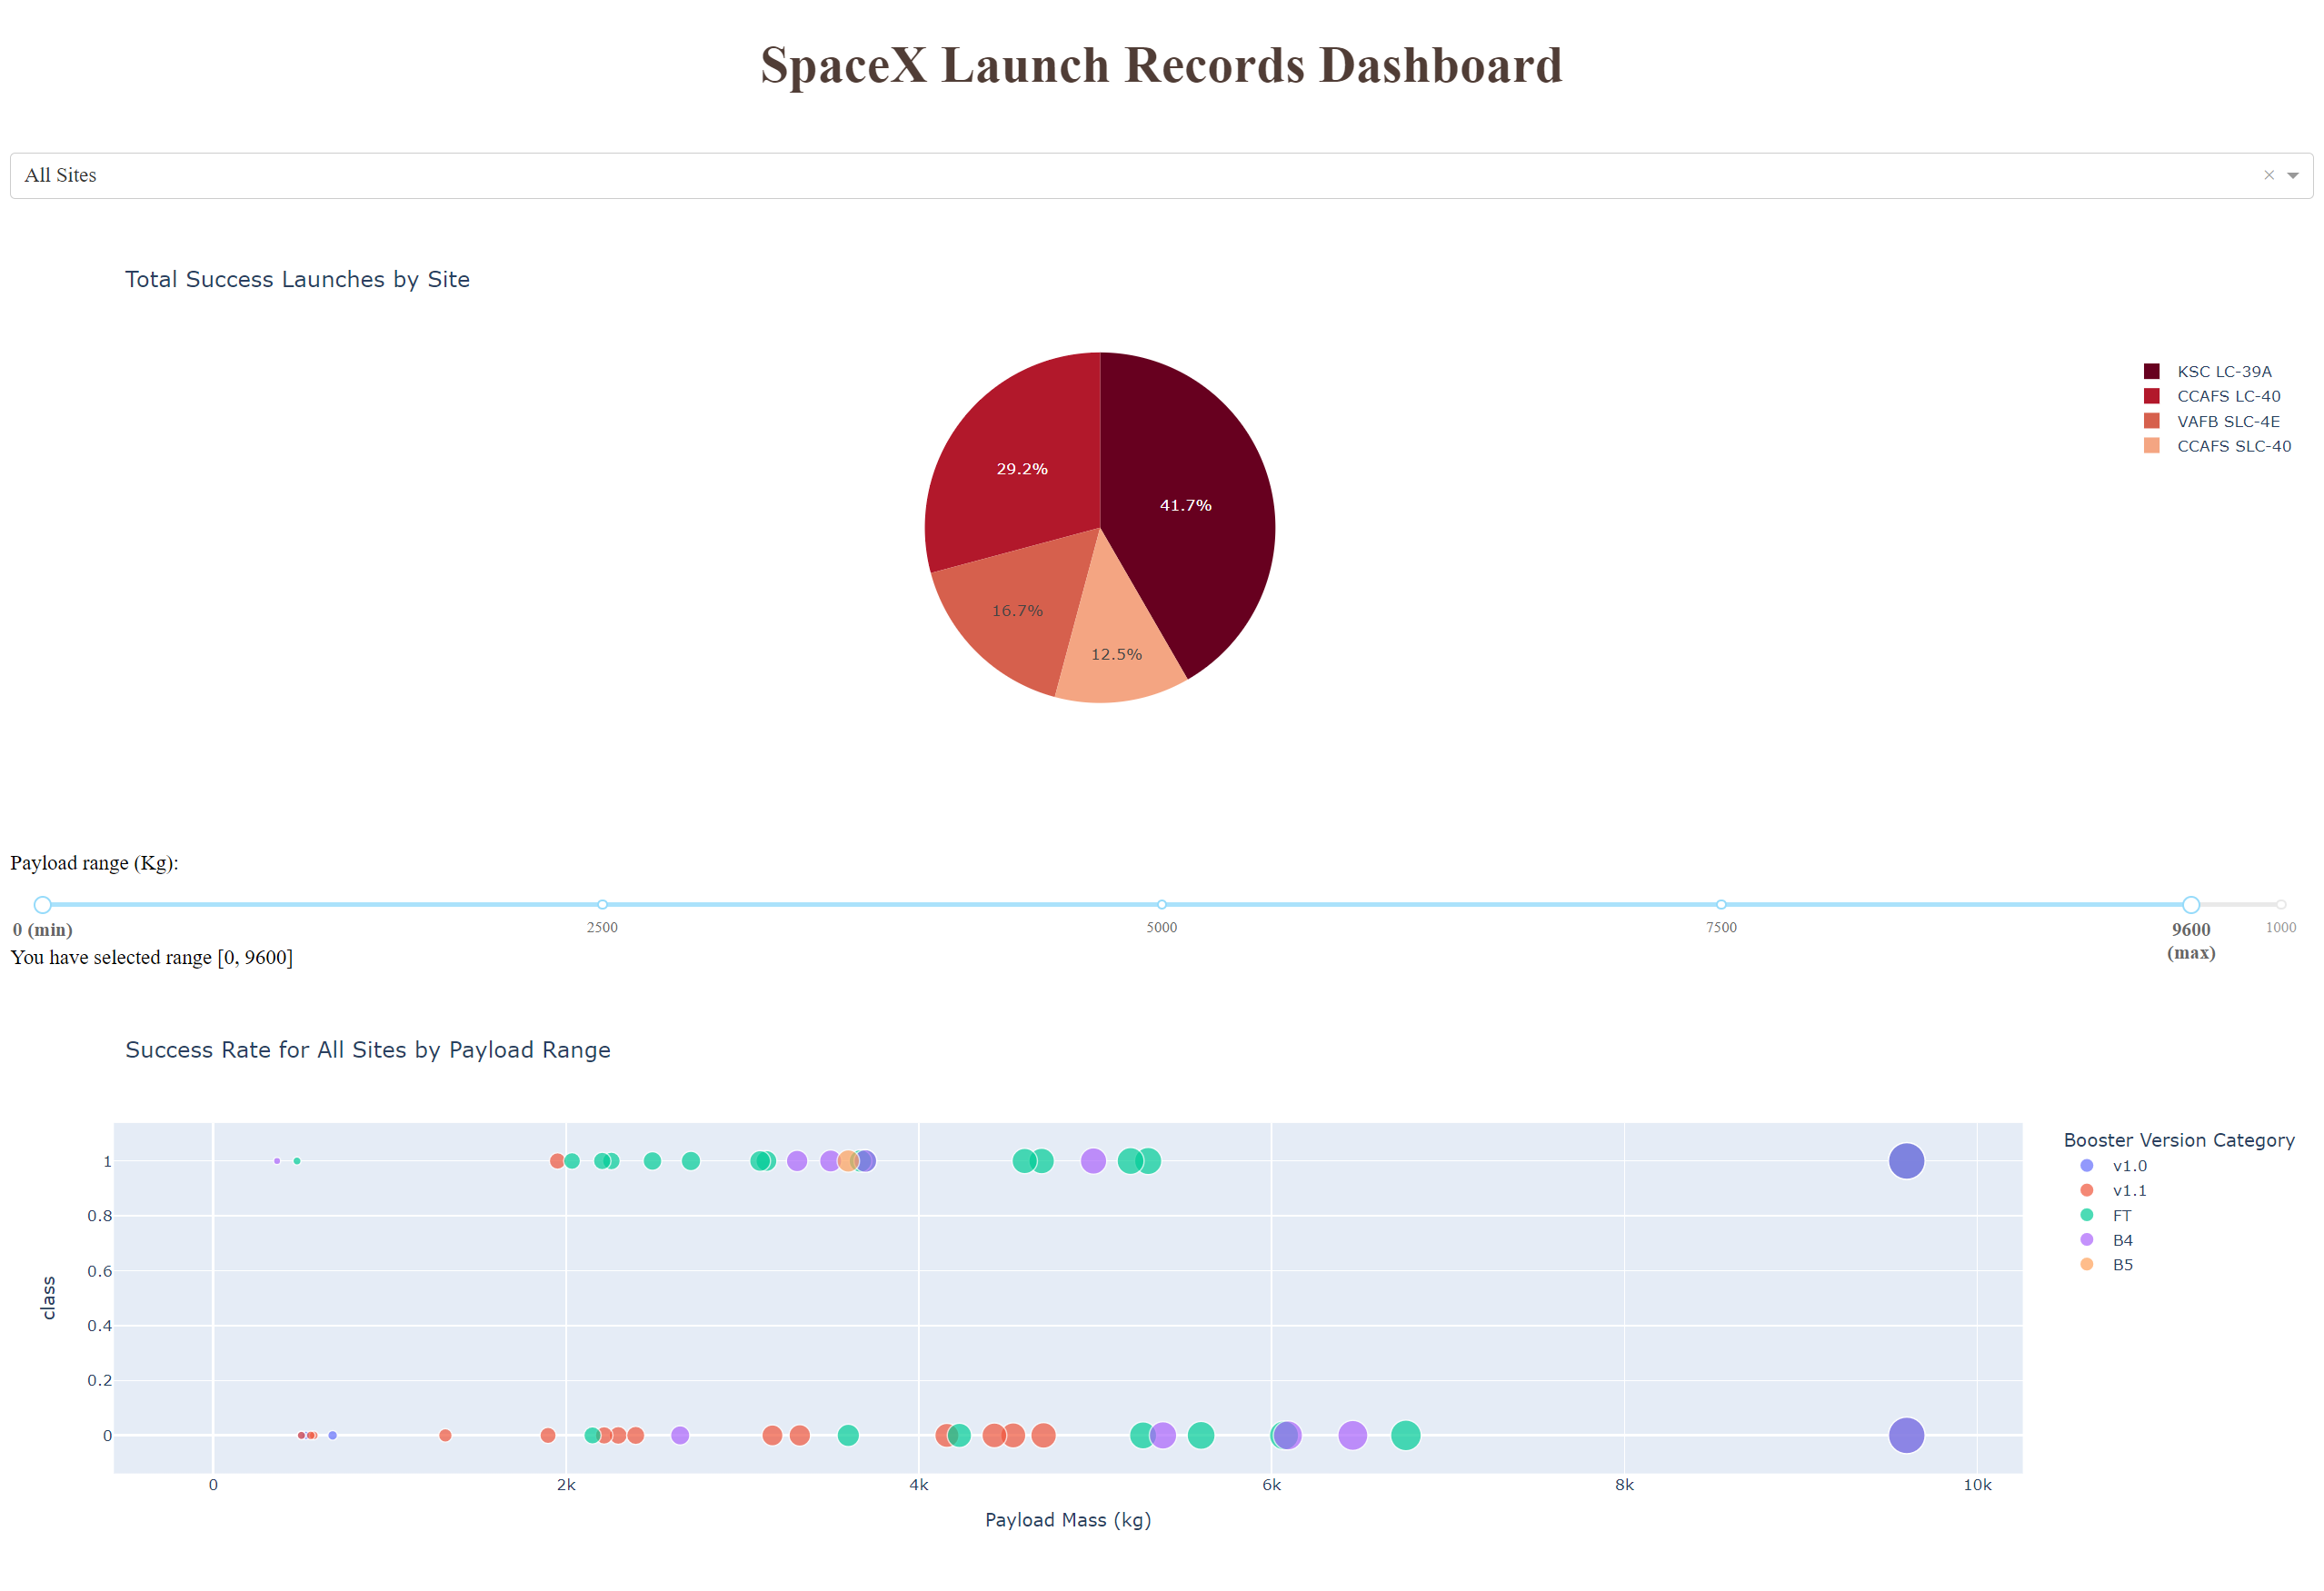 SpaceX Launch Records Dashboard
All Sites
×
Total Success Launches by Site
KSC LC-39A
CCAFS LC-40
VAFB SLC-4E
CCAFS SLC-40
29.2%
41.7%
16.7%
12.5%
Payload range (Kg):
0 (min) 2500 5000 7500 9600 1000
(max)
You have selected range [0, 9600]
Success Rate for All Sites by Payload Range
Booster Version Category
v1.0
v1.1
FT
B4
B5
1
0.8
0.6
0.4
0.2
0
class
0 2k 4k 6k 8k 10k
Payload Mass (kg)